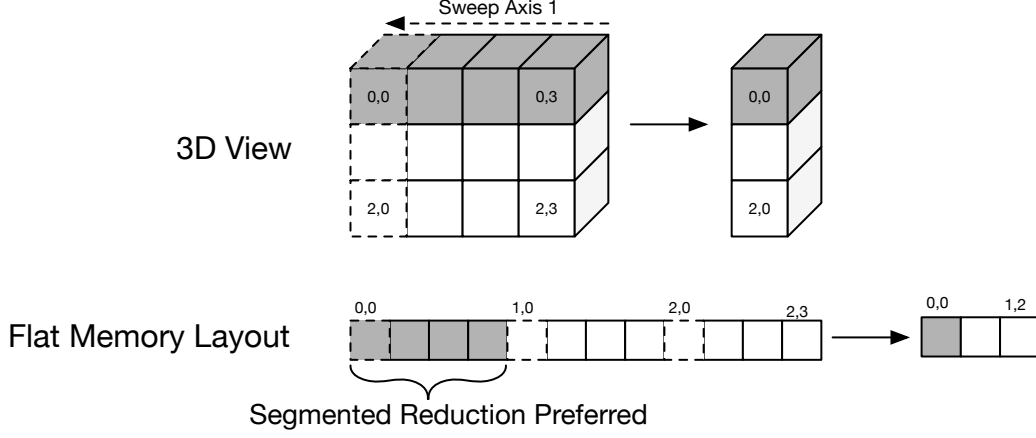 Sweep Axis 1
0,0 0,3 0,0
3D View
2,0 2,3 2,0
0,0 1,0 2,0 2,3 0,0 1,2
Flat Memory Layout
Segmented Reduction Preferred